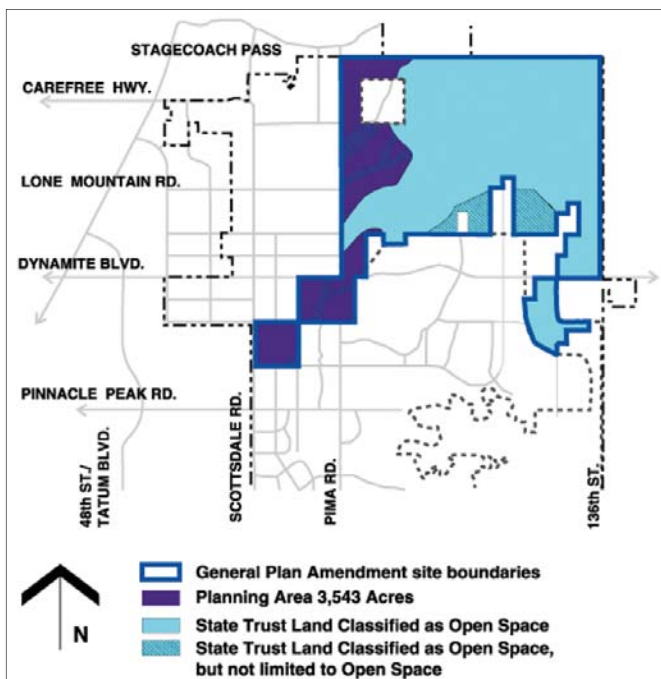 STAGECOACH PASS
CAREFREE HWY.
LONE MOUNTAIN RD.
DYNAMITE BLVD.
PINNACLE PEAK RD.
48th ST./
TATUM BLVD.
SCOTTSDALE RD.
PIMA RD.
136th ST.
N
General Plan Amendment site boundaries
Planning Area 3,543 Acres
State Trust Land Classified as Open Space
State Trust Land Classified as Open Space,
but not limited to Open Space